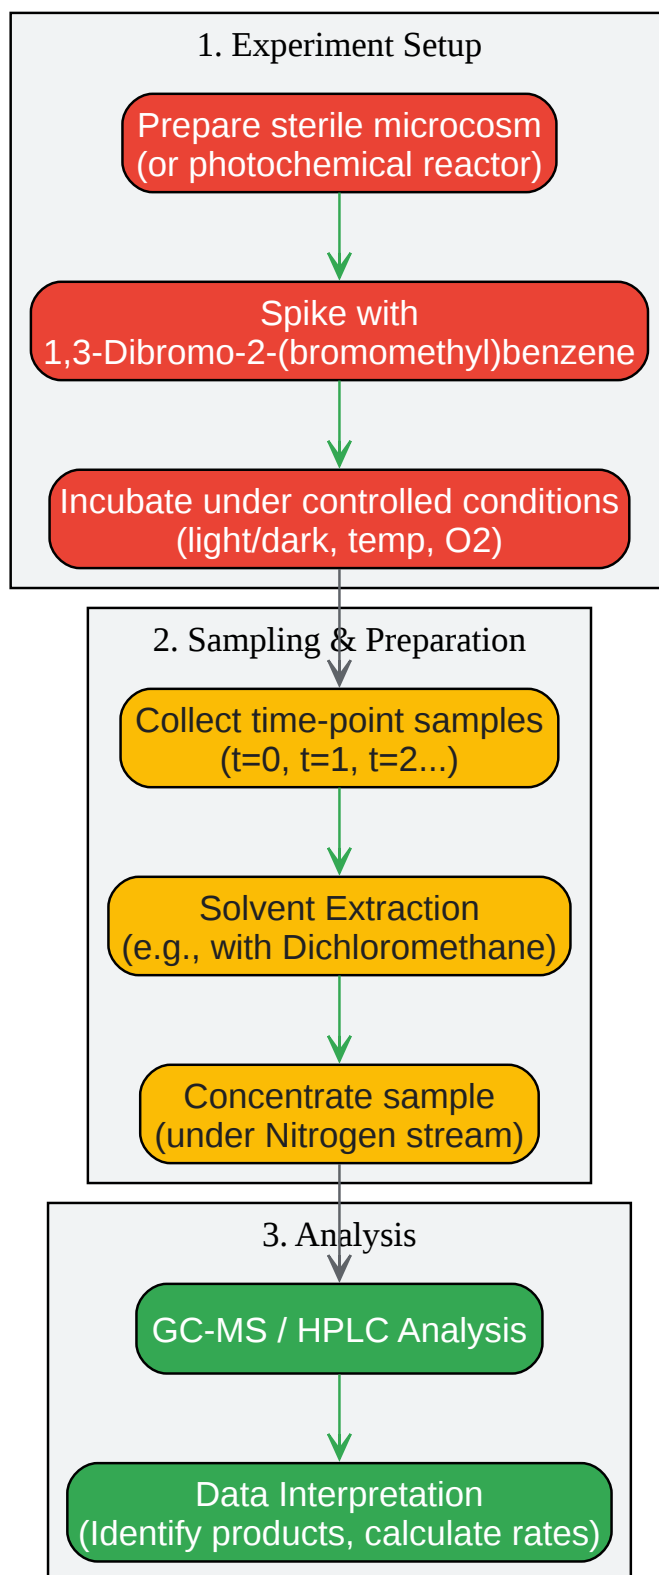 1. Experiment Setup
Prepare sterile microcosm
(or photochemical reactor)
Spike with
1,3-Dibromo-2-(bromomethyl)benzene
Incubate under controlled conditions
(light/dark, temp, O2)
2. Sampling & Preparation
Collect time-point samples
(t=0, t=1, t=2...)
Solvent Extraction
(e.g., with Dichloromethane)
Concentrate sample
(under Nitrogen stream)
3. Analysis
GC-MS / HPLC Analysis
Data Interpretation
(Identify products, calculate rates)